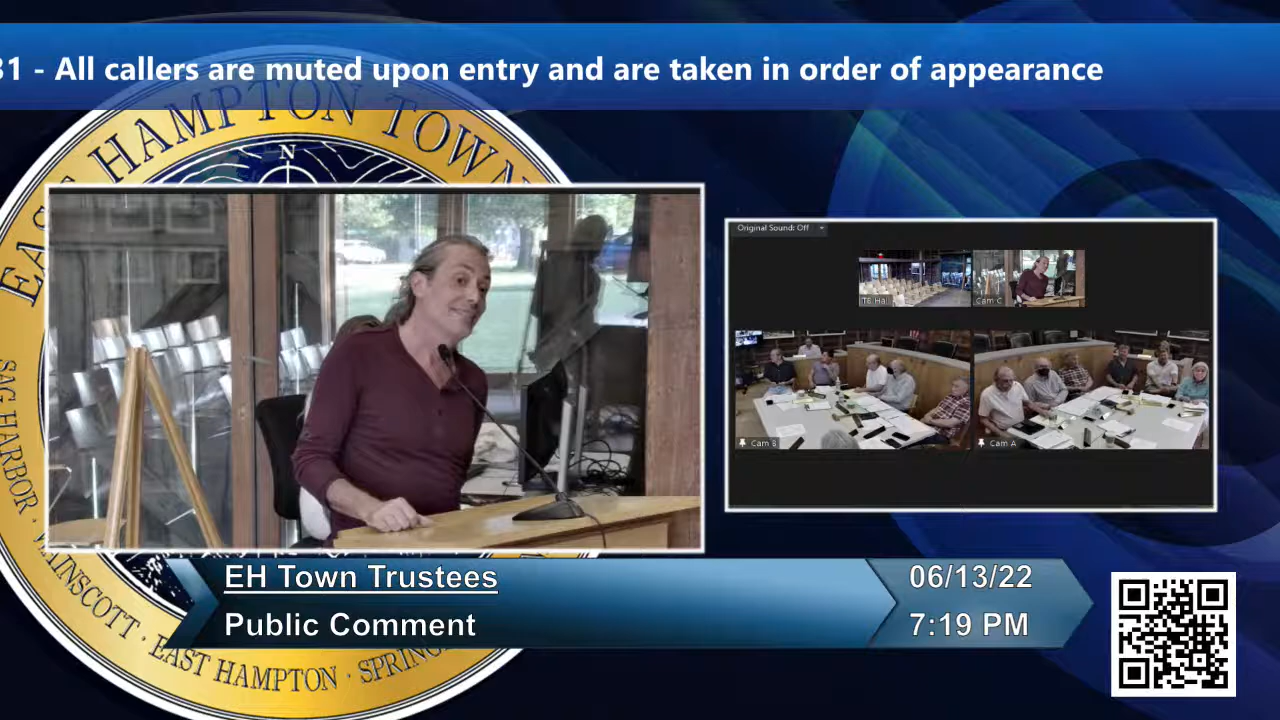 31 - All callers are muted upon entry and are taken in order of appearance
EAST HAMPTON TOWN
N
SAG HARBOR · WAINSCOTT · EAST HAMPTON · SPRING
Original Sound: Off
TB Hall
Cam C
Cam B
Cam A
EH Town Trustees
06/13/22
Public Comment
7:19 PM